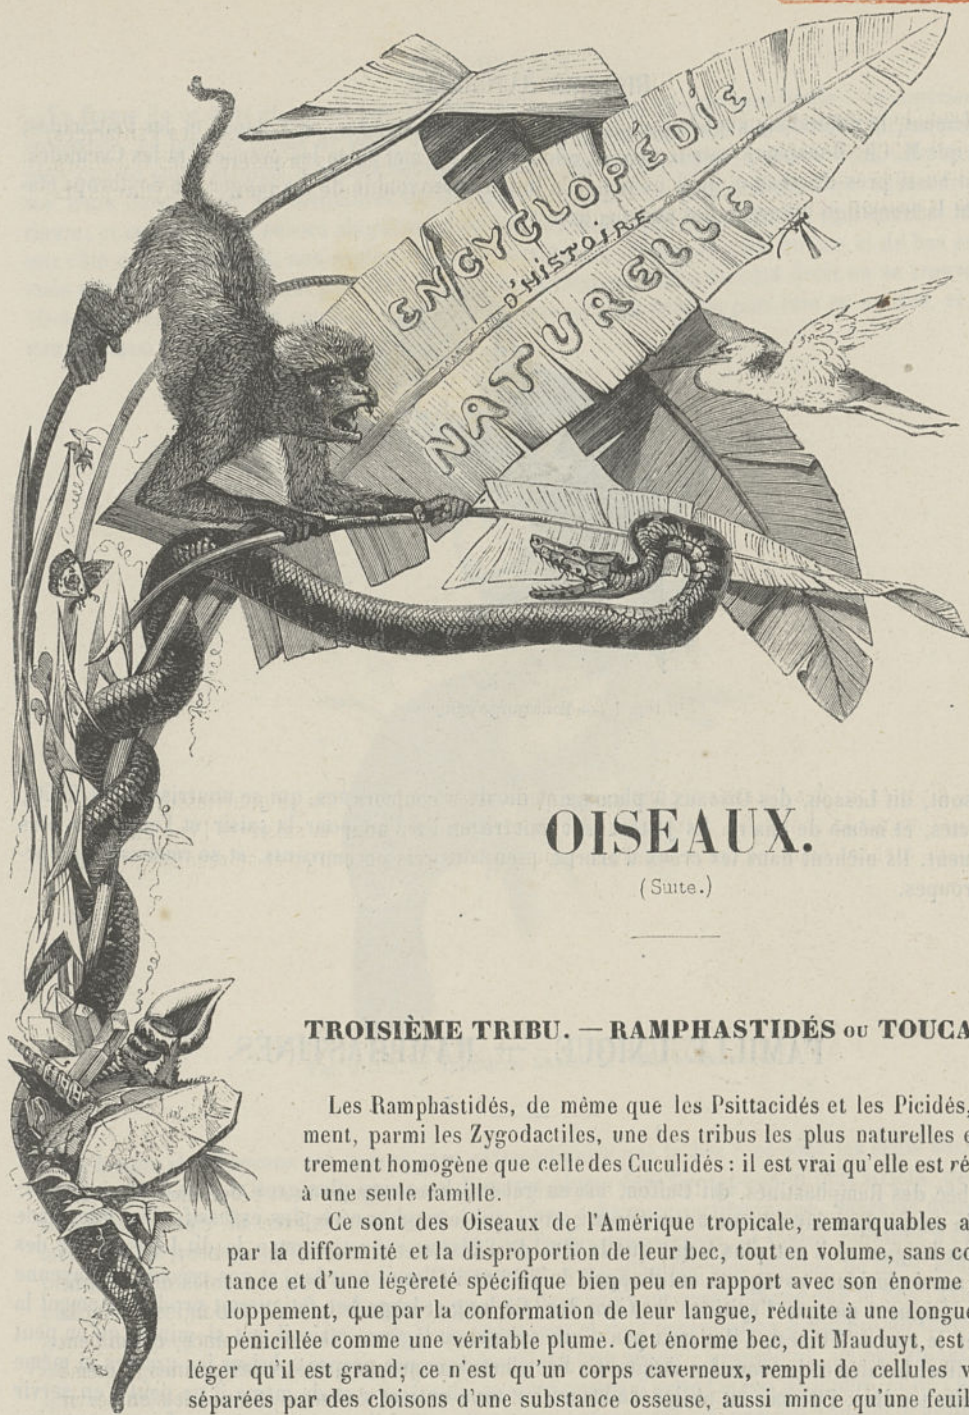 ENCYCLOPÉDIE
D'HISTOIRE
NATURELLE
OISEAUX.
(Suite.)
TROISIÈME TRIBU. — RAMPHASTIDÉS OU TOUCA
Les Ramphastidés, de même que les Psittacidés et les Picidés,
ment, parmi les Zygodactiles, une des tribus les plus naturelles e
trement homogène que celle des Cuculidés : il est vrai qu'elle est ré
à une seule famille.
Ce sont des Oiseaux de l'Amérique tropicale, remarquables a
par la difformité et la disproportion de leur bec, tout en volume, sans co
tance et d'une légèreté spécifique bien peu en rapport avec son énorme
loppement, que par la conformation de leur langue, réduite à une longue
pénicillée comme une véritable plume. Cet énorme bec, dit Mauduyt, est
léger qu'il est grand; ce n'est qu'un corps caverneux, rempli de cellules v
séparées par des cloisons d'une substance osseuse, aussi mince qu'une feuil